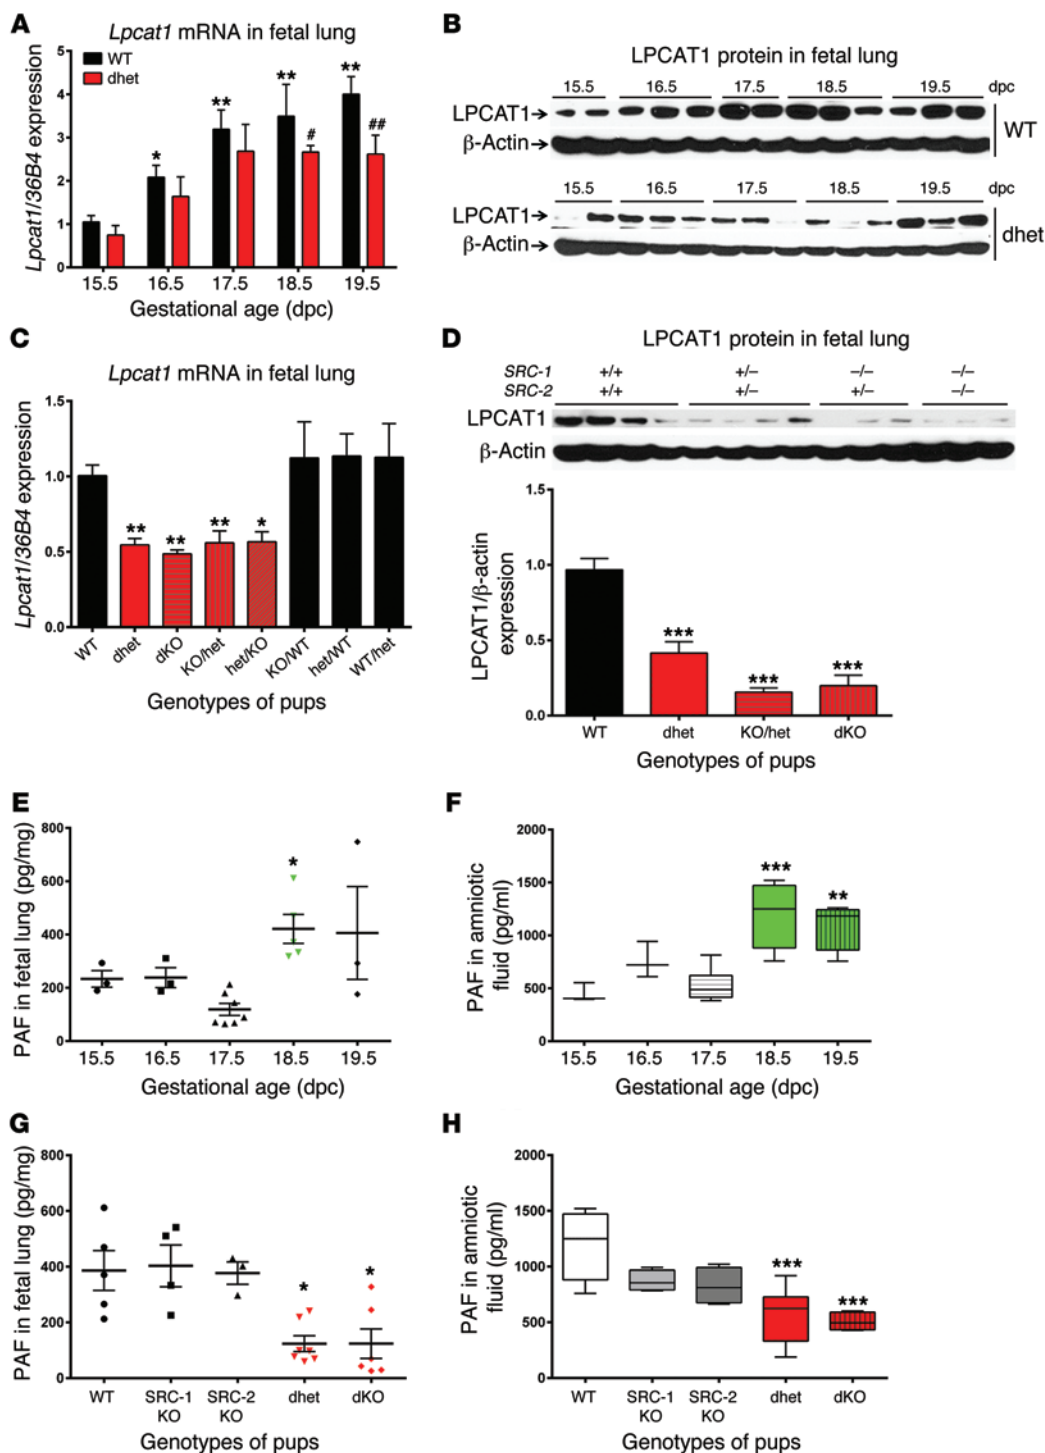 A
Lpcat1 mRNA in fetal lung
WT
dhet
Lpcat1/36B4 expression
5
4
3
2
1
0
*
**
**
#
**
##
15.5 16.5 17.5 18.5 19.5
Gestational age (dpc)
B
LPCAT1 protein in fetal lung
15.5 16.5 17.5 18.5 19.5 dpc
LPCAT1→
β-Actin→
WT
15.5 16.5 17.5 18.5 19.5 dpc
LPCAT1→
β-Actin→
dhet
C
Lpcat1 mRNA in fetal lung
Lpcat1/36B4 expression
1.5
1.0
0.5
0.0
** ** ** *
WT dhet dKO KO/het het/KO KO/WT het/WT WT/het
Genotypes of pups
D
LPCAT1 protein in fetal lung
SRC-1 +/+ +/– –/– –/–
SRC-2 +/+ +/– +/– –/–
LPCAT1
β-Actin
LPCAT1/β-actin
expression
1.5
1.0
0.5
0.0
*** *** ***
WT dhet KO/het dKO
Genotypes of pups
E
PAF in fetal lung (pg/mg)
800
600
400
200
0
*
15.5 16.5 17.5 18.5 19.5
Gestational age (dpc)
F
PAF in amniotic
fluid (pg/ml)
2000
1500
1000
500
0
*** **
15.5 16.5 17.5 18.5 19.5
Gestational age (dpc)
G
PAF in fetal lung (pg/mg)
800
600
400
200
0
* *
WT SRC-1 SRC-2 dhet dKO
KO KO
Genotypes of pups
H
PAF in amniotic
fluid (pg/ml)
2000
1500
1000
500
0
*** ***
WT SRC-1 SRC-2 dhet dKO
KO KO
Genotypes of pups